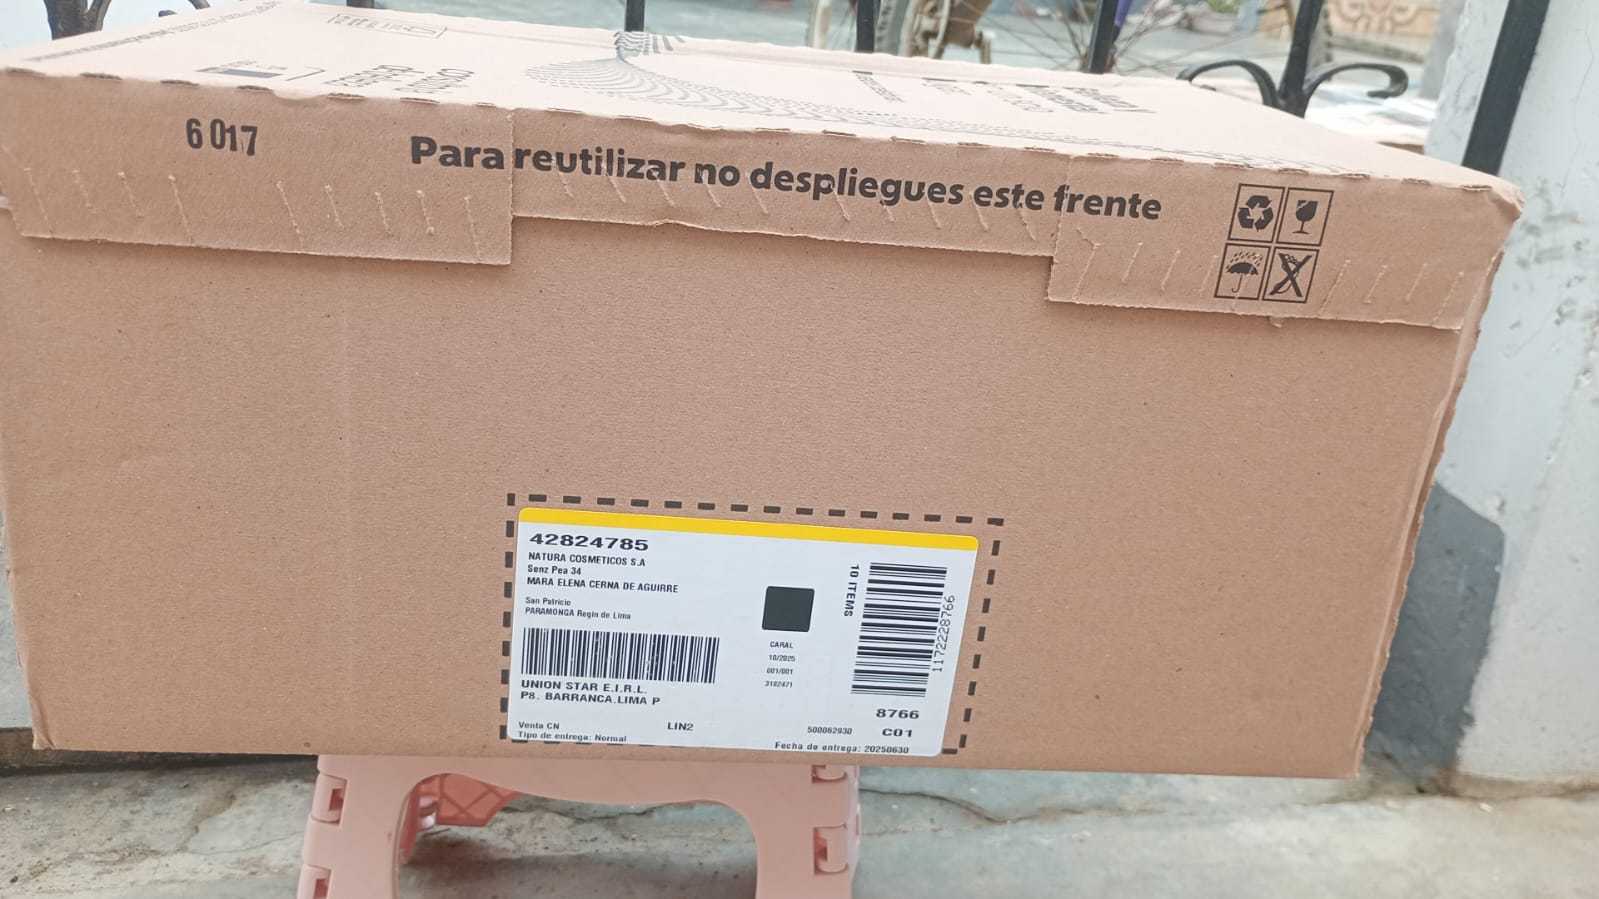 6 017
Para reutilizar no despliegues este frente
42824785
NATURA COSMETICOS S.A
Senz Pea 34
MARA ELENA CERNA DE AGUIRRE
San Patricio
PARAMONGA Regin de Lima
UNION STAR E.I.R.L.
P8. BARRANCA.LIMA P
Venta CN
LIN2
Tipo de entrega: Normal
CARAL
10/2025
001/001
3182471
10 ITEMS
1172228766
8766
500062930
C01
Fecha de entrega: 20250630